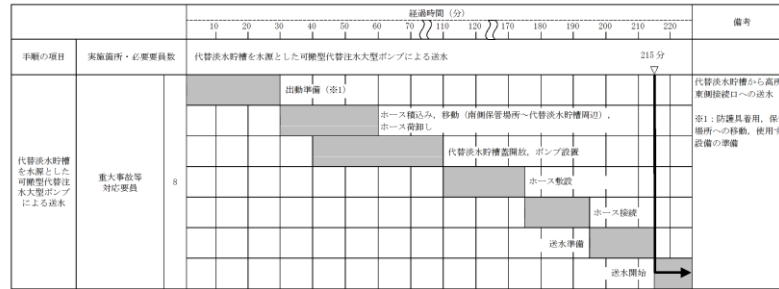 経過時間（分）
備考
10 20 30 40 50 60 70 110 120 170 175 180 190 200 210 220
手順の項目
実施箇所・必要要員数
代替淡水貯槽を水源とした可搬型代替注水大型ポンプによる送水
215 分
代替淡水貯槽
を水源とした
可搬型代替注
水大型ポンプ
による送水
重大事故等
対応要員
8
出動準備（※1）
ホース積込み，移動（南側保管場所～代替淡水貯槽周辺），
ホース荷卸し
代替淡水貯槽蓋開放，ポンプ設置
ホース敷設
ホース接続
送水準備
送水開始
代替淡水貯槽から高所
東側接続口への送水
※1：防護具着用，保
場所への移動，使用す
設備の準備